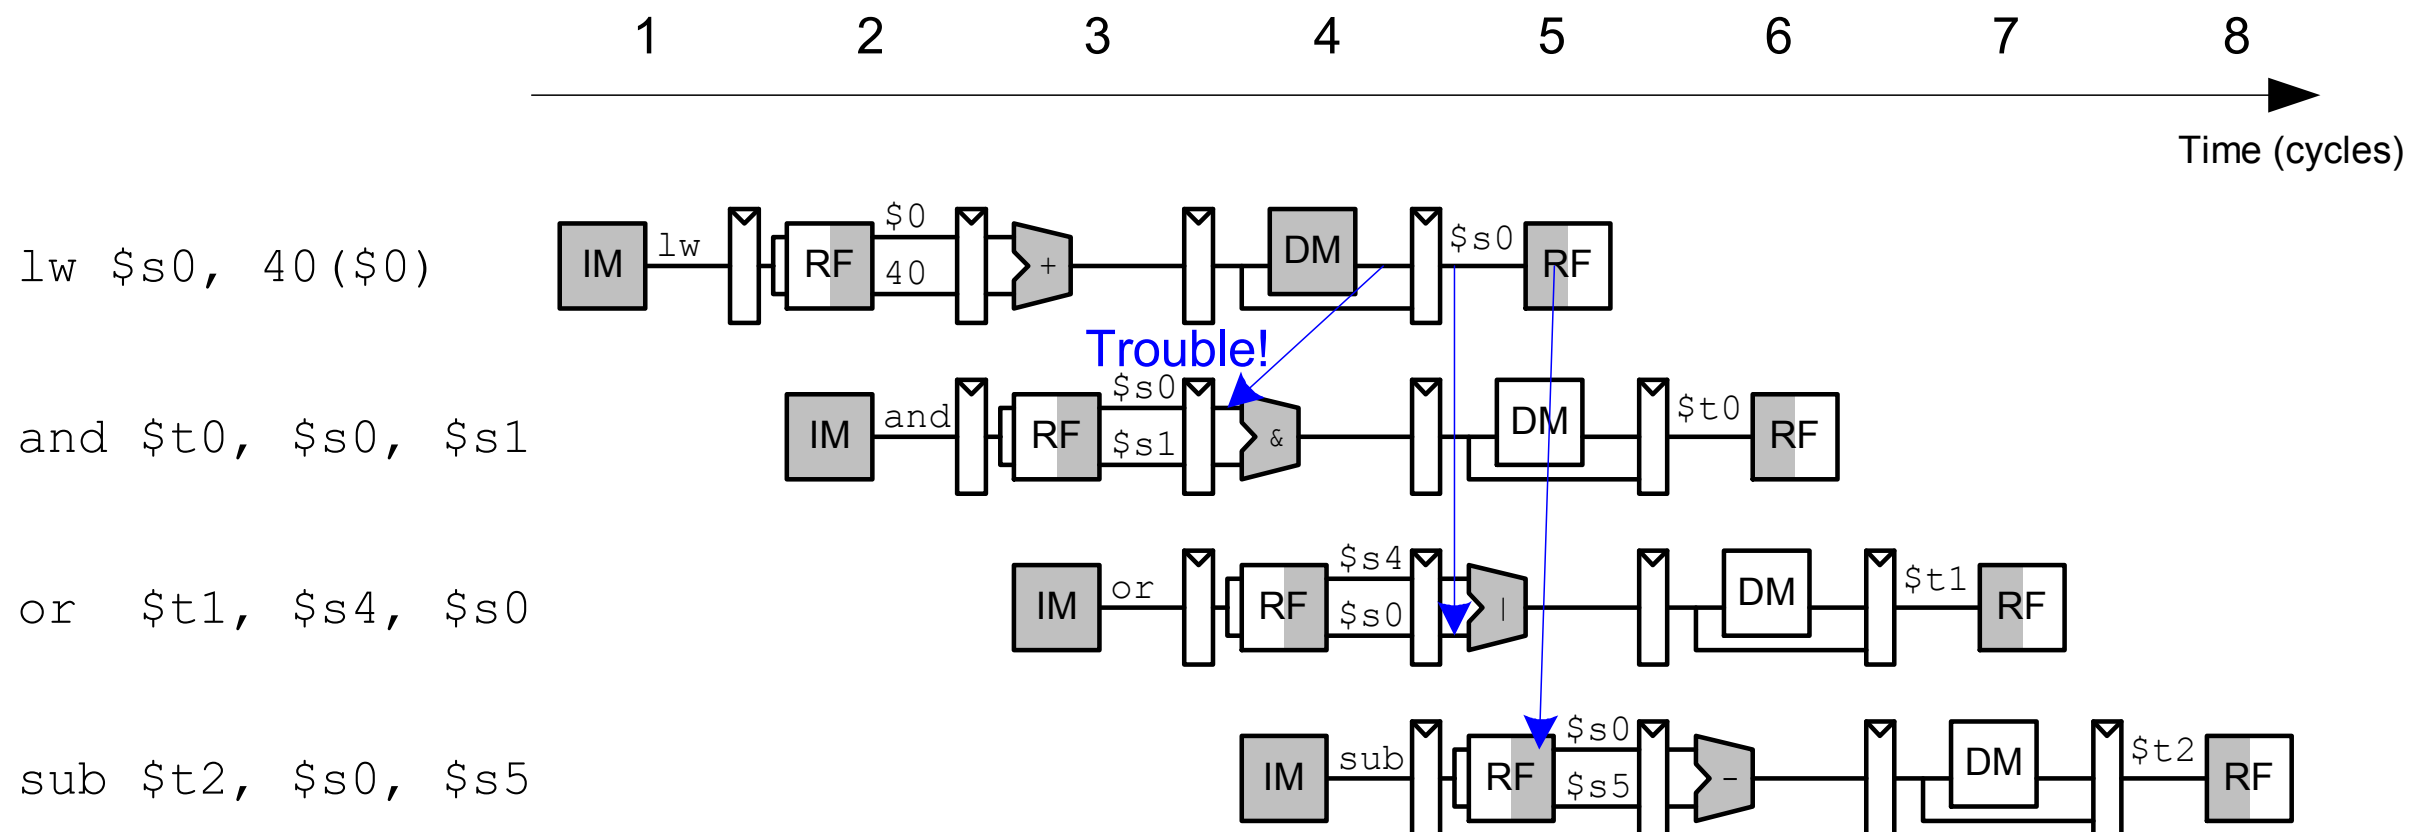 1 2 3 4 5 6 7 8
Time (cycles)
lw $s0, 40($0) IM lw RF $0 40 + DM $s0 RF
Trouble!
and $t0, $s0, $s1 IM and RF $s0 $s1 & DM $t0 RF
or $t1, $s4, $s0 IM or RF $s4 $s0 | DM $t1 RF
sub $t2, $s0, $s5 IM sub RF $s0 $s5 - DM $t2 RF